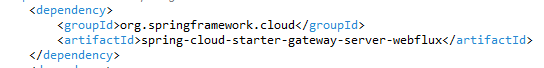 <dependency>
<groupId>org.springframework.cloud</groupId>
<artifactId>spring-cloud-starter-gateway-server-webflux</artifactId>
</dependency>